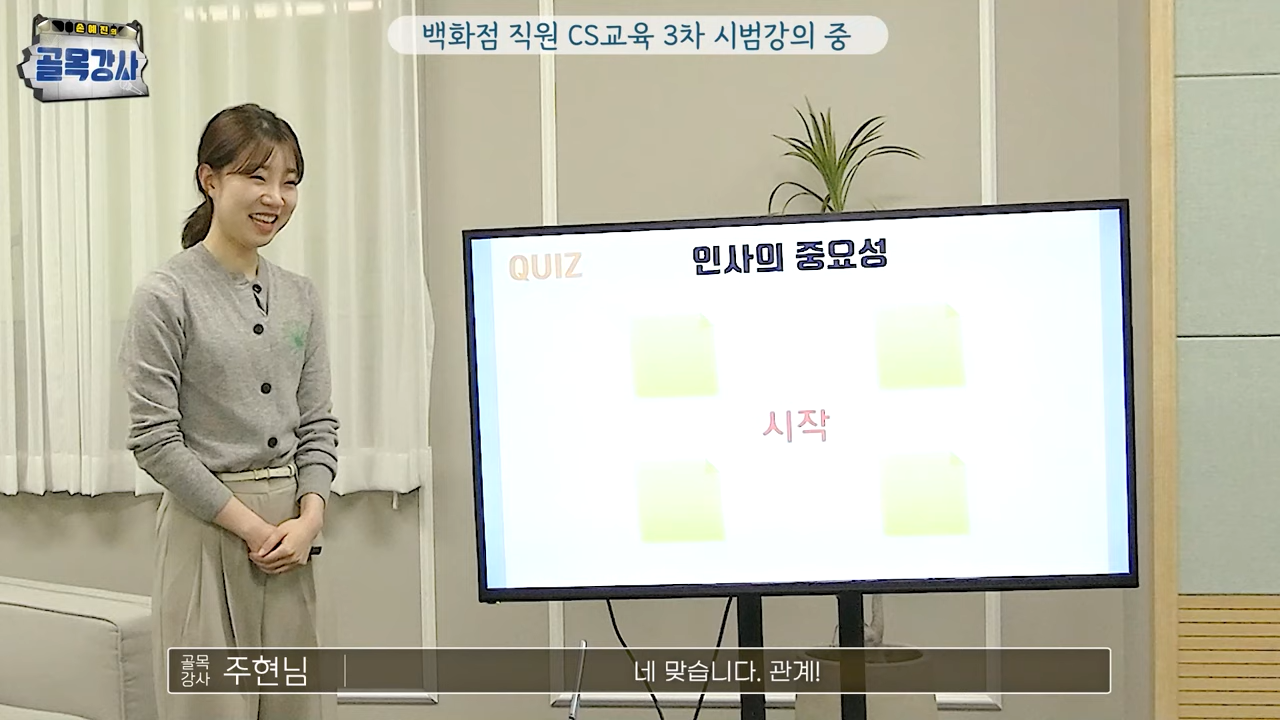 손혜진의
골목강사
백화점 직원 CS교육 3차 시범강의 중
QUIZ
인사의 중요성
시작
골목
강사
주현님
네 맞습니다. 관계!